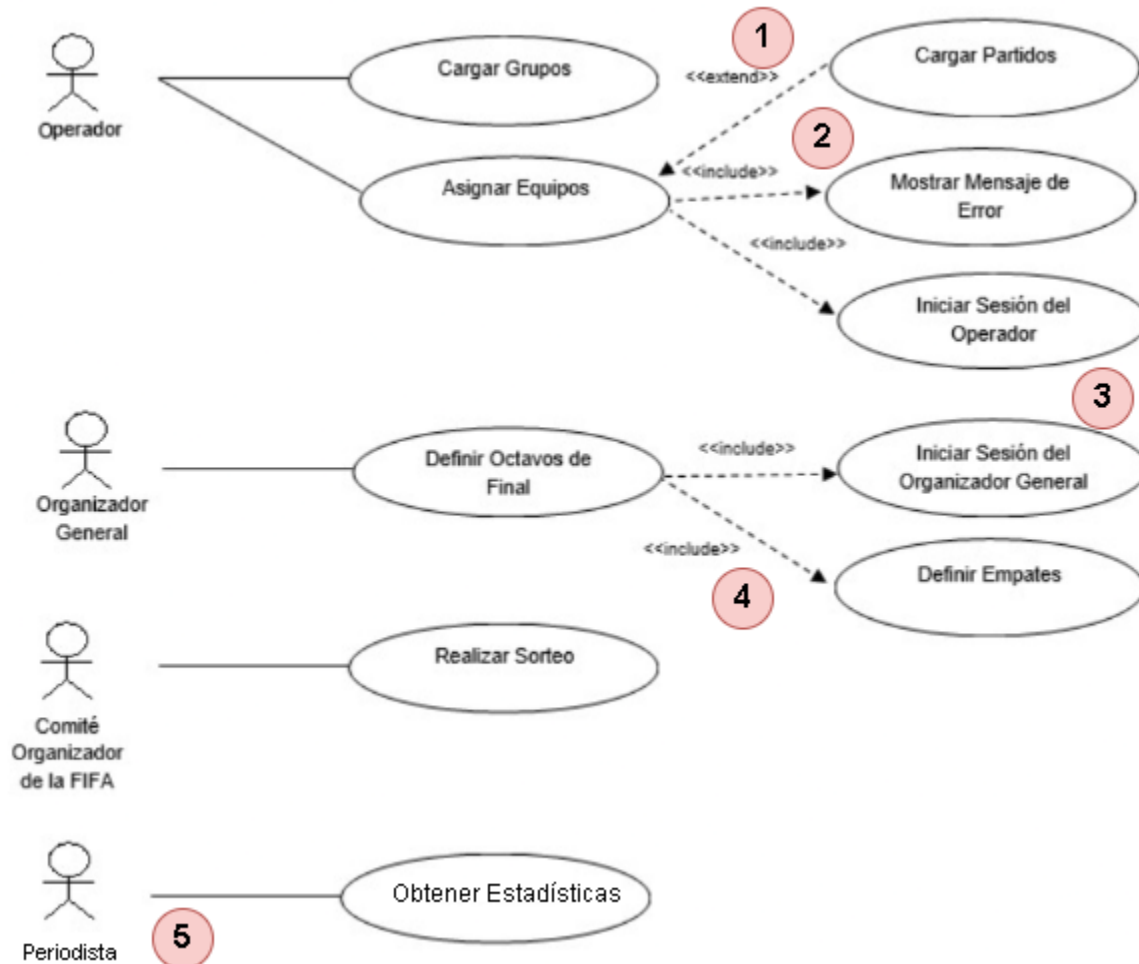 1
Cargar Grupos
Cargar Partidos
<<extend>>
Operador
2
<<include>>
Asignar Equipos
Mostrar Mensaje de
Error
<<include>>
Iniciar Sesión del
Operador
3
<<include>>
Definir Octavos de
Final
Iniciar Sesión del
Organizador General
Organizador
General
<<include>>
4
Definir Empates
Realizar Sorteo
Comité
Organizador
de la FIFA
Obtener Estadísticas
5
Periodista